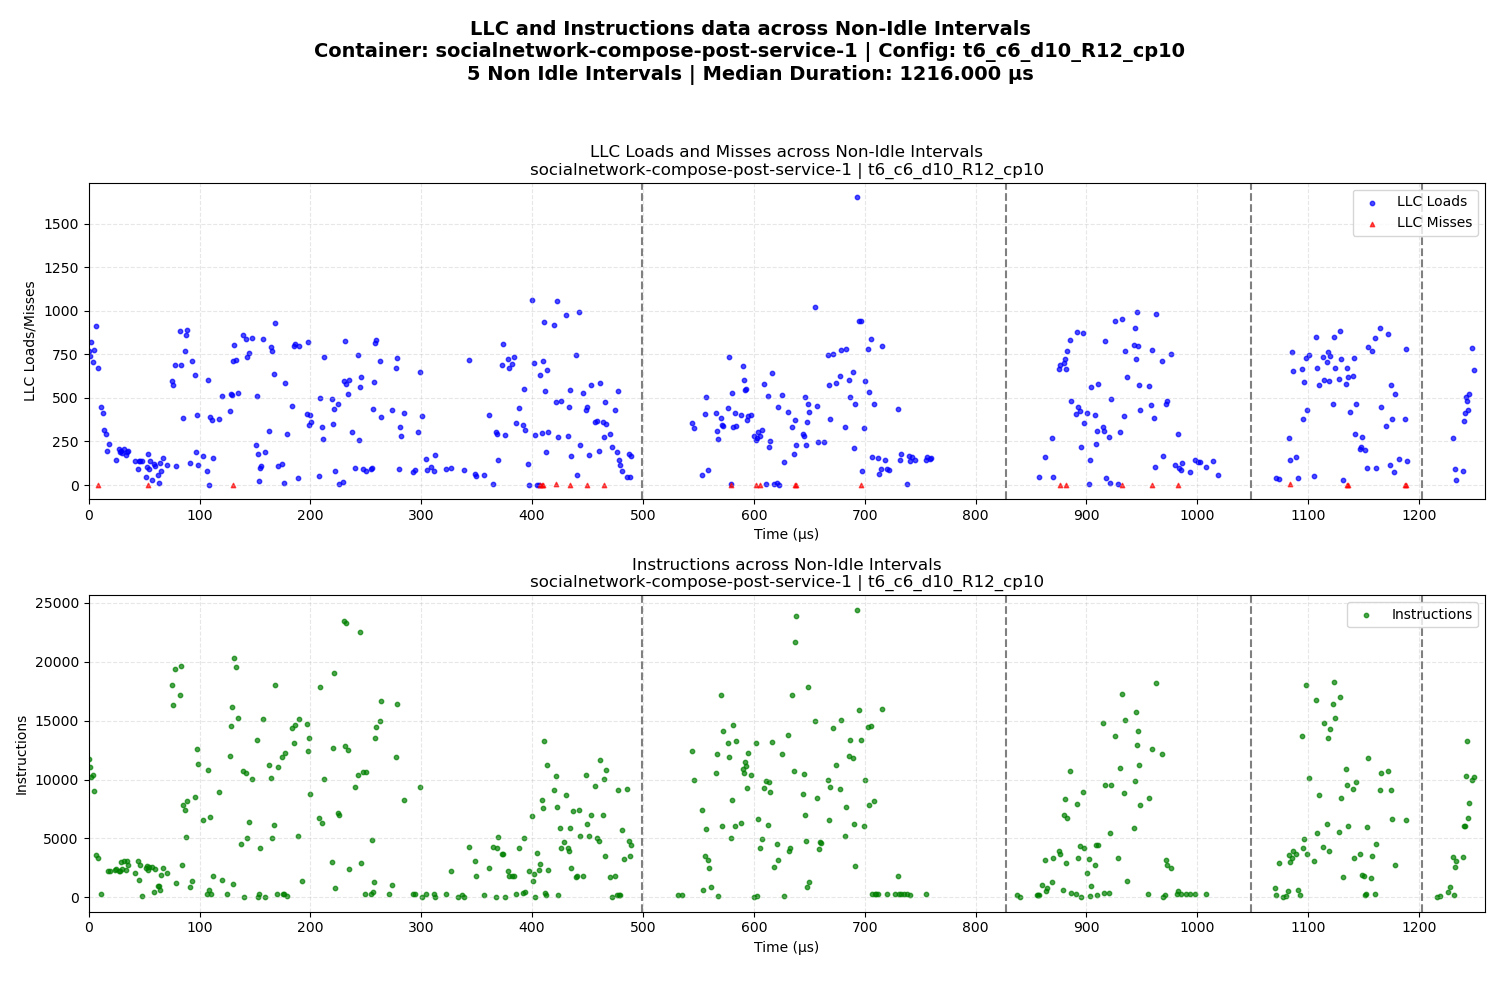 LLC and Instructions data across Non-Idle Intervals
Container: socialnetwork-compose-post-service-1 | Config: t6_c6_d10_R12_cp10
5 Non Idle Intervals | Median Duration: 1216.000 µs
LLC Loads and Misses across Non-Idle Intervals
socialnetwork-compose-post-service-1 | t6_c6_d10_R12_cp10
LLC Loads
LLC Misses
LLC Loads/Misses
1500
1250
1000
750
500
250
0
0 100 200 300 400 500 600 700 800 900 1000 1100 1200
Time (µs)
Instructions across Non-Idle Intervals
socialnetwork-compose-post-service-1 | t6_c6_d10_R12_cp10
Instructions
Instructions
25000
20000
15000
10000
5000
0
0 100 200 300 400 500 600 700 800 900 1000 1100 1200
Time (µs)